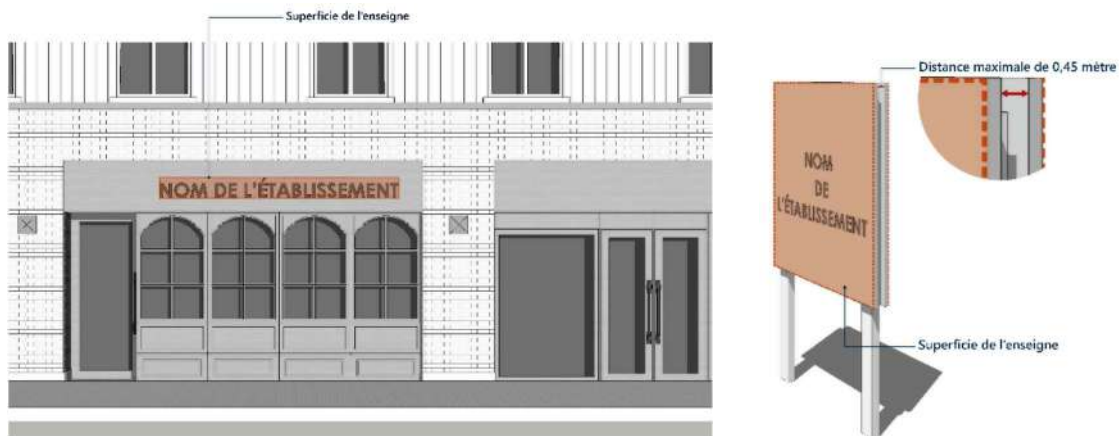 Superficie de l'enseigne
NOM DE L'ÉTABLISSEMENT
Distance maximale de 0,45 mètre
NOM
DE
L'ÉTABLISSEMENT
Superficie de l'enseigne